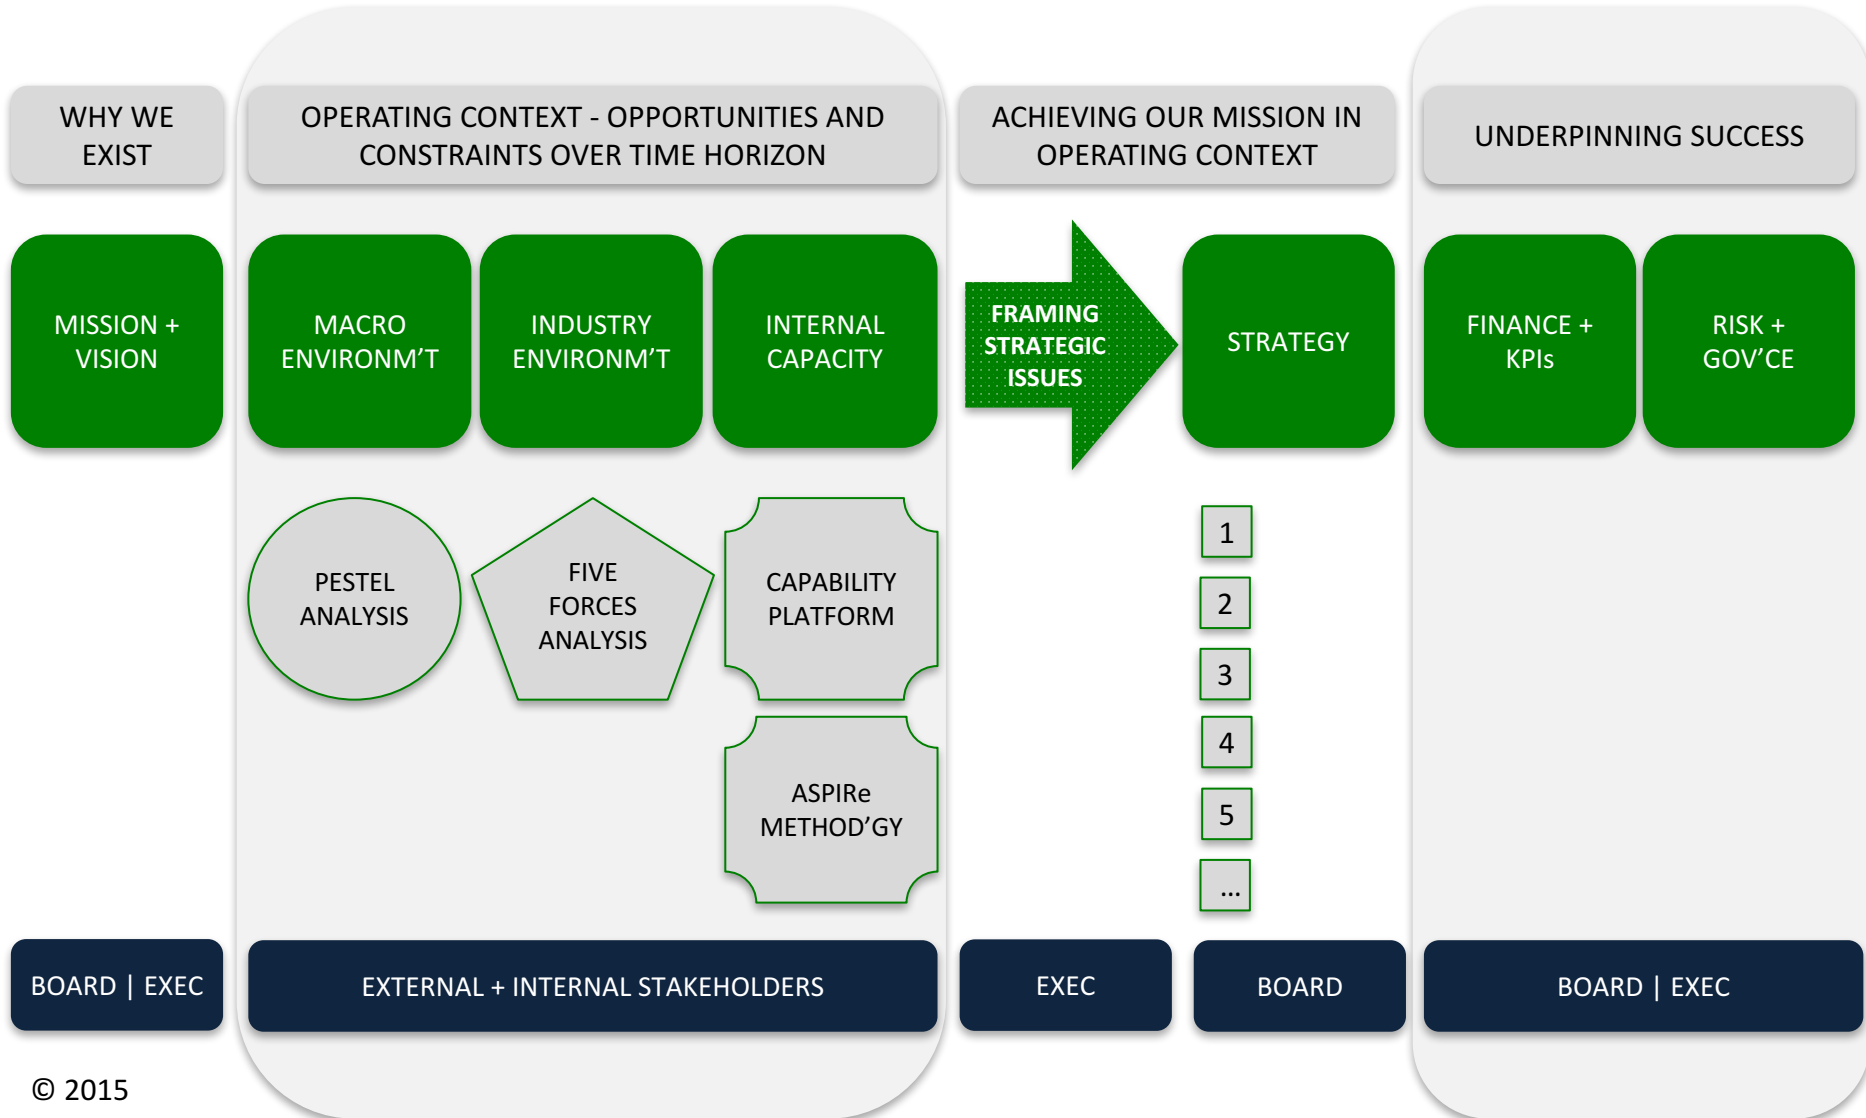 WHY WE
EXIST
OPERATING CONTEXT - OPPORTUNITIES AND
CONSTRAINTS OVER TIME HORIZON
ACHIEVING OUR MISSION IN
OPERATING CONTEXT
UNDERPINNING SUCCESS
MISSION +
VISION
MACRO
ENVIRONM’T
INDUSTRY
ENVIRONM’T
INTERNAL
CAPACITY
FRAMING
STRATEGIC
ISSUES
STRATEGY
FINANCE +
KPIs
RISK +
GOV’CE
PESTEL
ANALYSIS
FIVE
FORCES
ANALYSIS
CAPABILITY
PLATFORM
ASPIRe
METHOD’GY
1
2
3
4
5
...
BOARD | EXEC
EXTERNAL + INTERNAL STAKEHOLDERS
EXEC
BOARD
BOARD | EXEC
© 2015